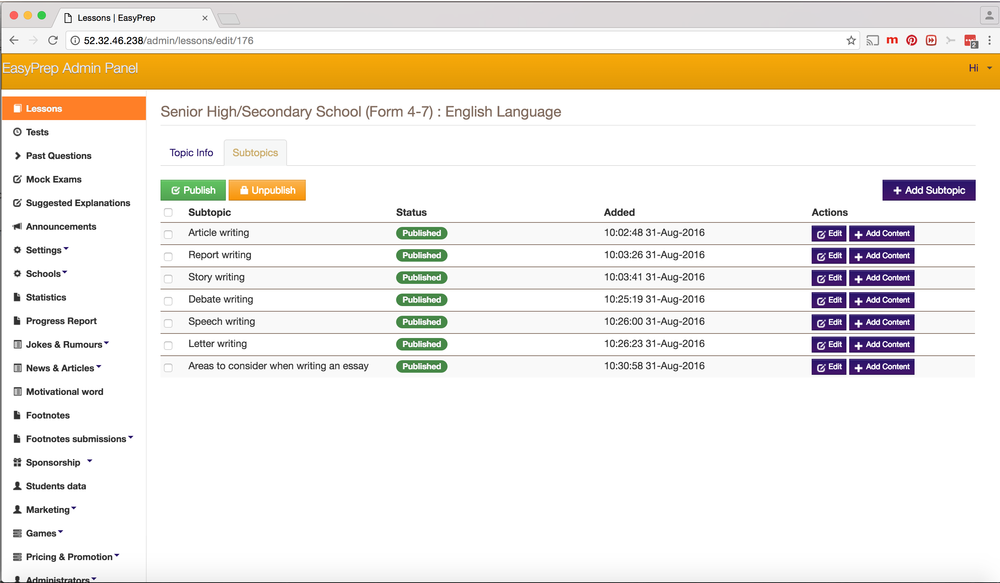 Lessons | EasyPrep
52.32.46.238/admin/lessons/edit/176
2
EasyPrep Admin Panel
Hi
Lessons
Tests
Past Questions
Mock Exams
Suggested Explanations
Announcements
Settings
Schools
Statistics
Progress Report
Jokes & Rumours
News & Articles
Motivational word
Footnotes
Footnotes submissions
Sponsorship
Students data
Marketing
Games
Pricing & Promotion
Administrators
Senior High/Secondary School (Form 4-7) : English Language
Topic Info Subtopics
Publish Unpublish Add Subtopic
Subtopic Status Added Actions
Article writing Published 10:02:48 31-Aug-2016 Edit Add Content
Report writing Published 10:03:26 31-Aug-2016 Edit Add Content
Story writing Published 10:03:41 31-Aug-2016 Edit Add Content
Debate writing Published 10:25:19 31-Aug-2016 Edit Add Content
Speech writing Published 10:26:00 31-Aug-2016 Edit Add Content
Letter writing Published 10:26:23 31-Aug-2016 Edit Add Content
Areas to consider when writing an essay Published 10:30:58 31-Aug-2016 Edit Add Content